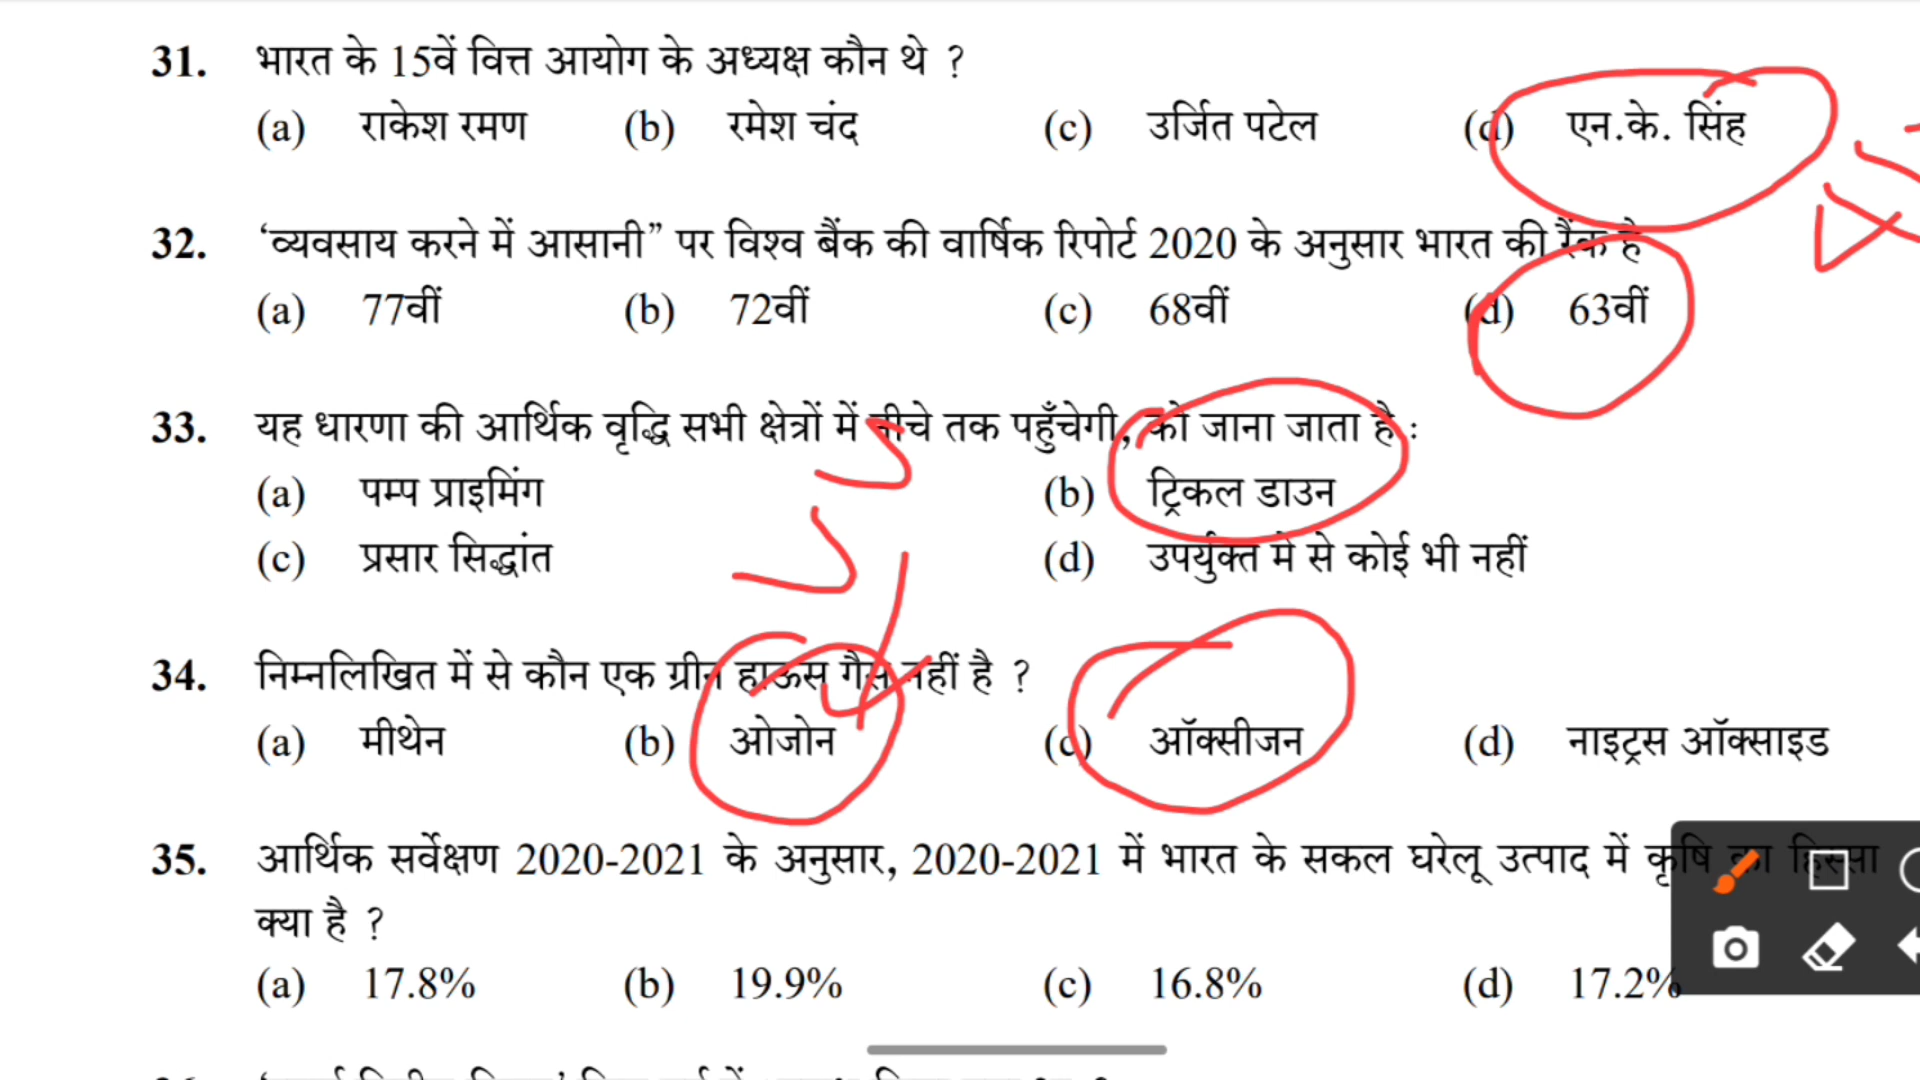 31. भारत के 15वें वित्त आयोग के अध्यक्ष कौन थे ?
(a) राकेश रमण (b) रमेश चंद (c) उर्जित पटेल (d) एन.के. सिंह
32. ‘व्यवसाय करने में आसानी” पर विश्व बैंक की वार्षिक रिपोर्ट 2020 के अनुसार भारत की रैंक है
(a) 77वीं (b) 72वीं (c) 68वीं (d) 63वीं
33. यह धारणा की आर्थिक वृद्धि सभी क्षेत्रों में नीचे तक पहुँचेगी, को जाना जाता है :
(a) पम्प प्राइमिंग (b) ट्रिकल डाउन
(c) प्रसार सिद्धांत (d) उपर्युक्त में से कोई भी नहीं
34. निम्नलिखित में से कौन एक ग्रीन हाऊस गैस नहीं है ?
(a) मीथेन (b) ओजोन (c) ऑक्सीजन (d) नाइट्रस ऑक्साइड
35. आर्थिक सर्वेक्षण 2020-2021 के अनुसार, 2020-2021 में भारत के सकल घरेलू उत्पाद में कृषि का हिस्सा
क्या है ?
(a) 17.8% (b) 19.9% (c) 16.8% (d) 17.2%